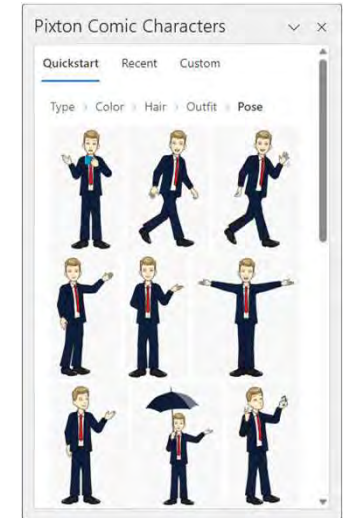 Pixton Comic Characters
Quickstart Recent Custom
Type Color Hair Outfit Pose